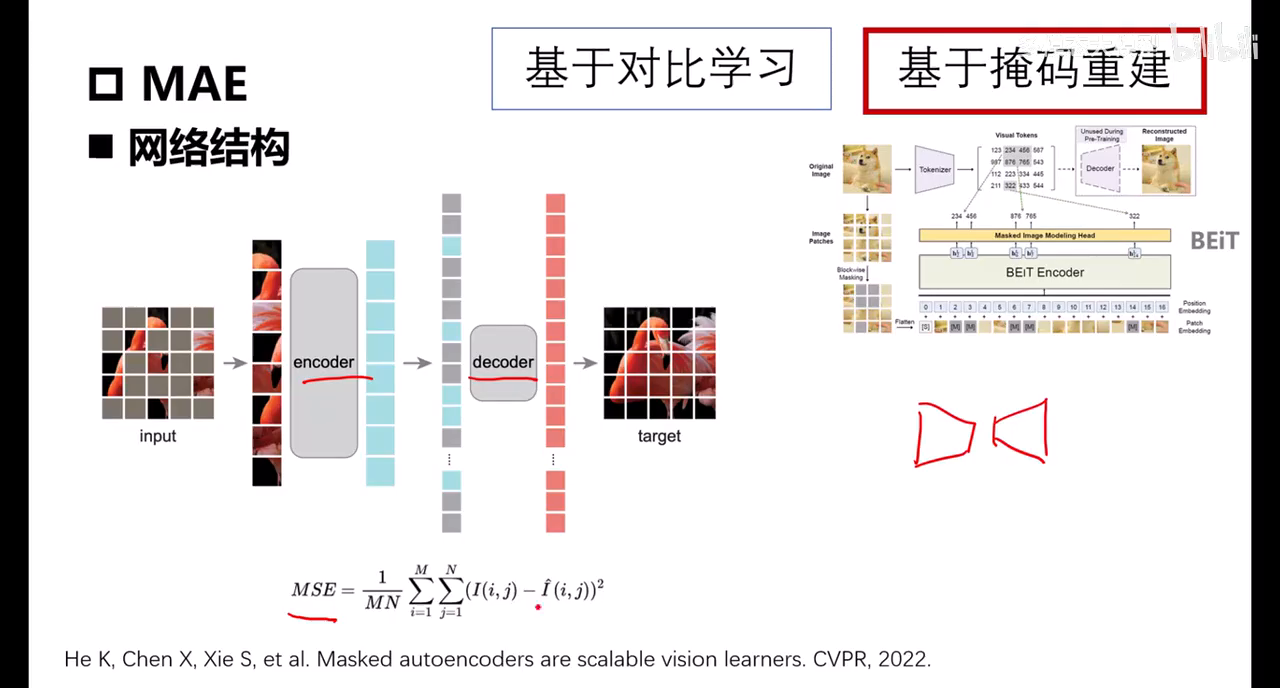 基于对比学习
基于掩码重建
bilibili
MAE
网络结构
input
encoder
decoder
target
MSE = \frac{1}{MN} \sum_{i=1}^{M} \sum_{j=1}^{N} (I(i,j) - Î(i,j))²
Original Image
Tokenizer
Visual Tokens
123 234 456 567
987 876 765 543
112 223 334 445
211 322 433 544
Unused During Pre-Training
Decoder
Reconstructed Image
Image Patches
234 456 876 765 322
Masked Image Modeling Head
BEiT
Blockwise Masking
BEiT Encoder
Flatten
0 1 2 3 4 5 6 7 8 9 10 11 12 13 14 15 16
Position Embedding
[S] [M] [M] [M] [M] [M]
Patch Embedding
He K, Chen X, Xie S, et al. Masked autoencoders are scalable vision learners. CVPR, 2022.